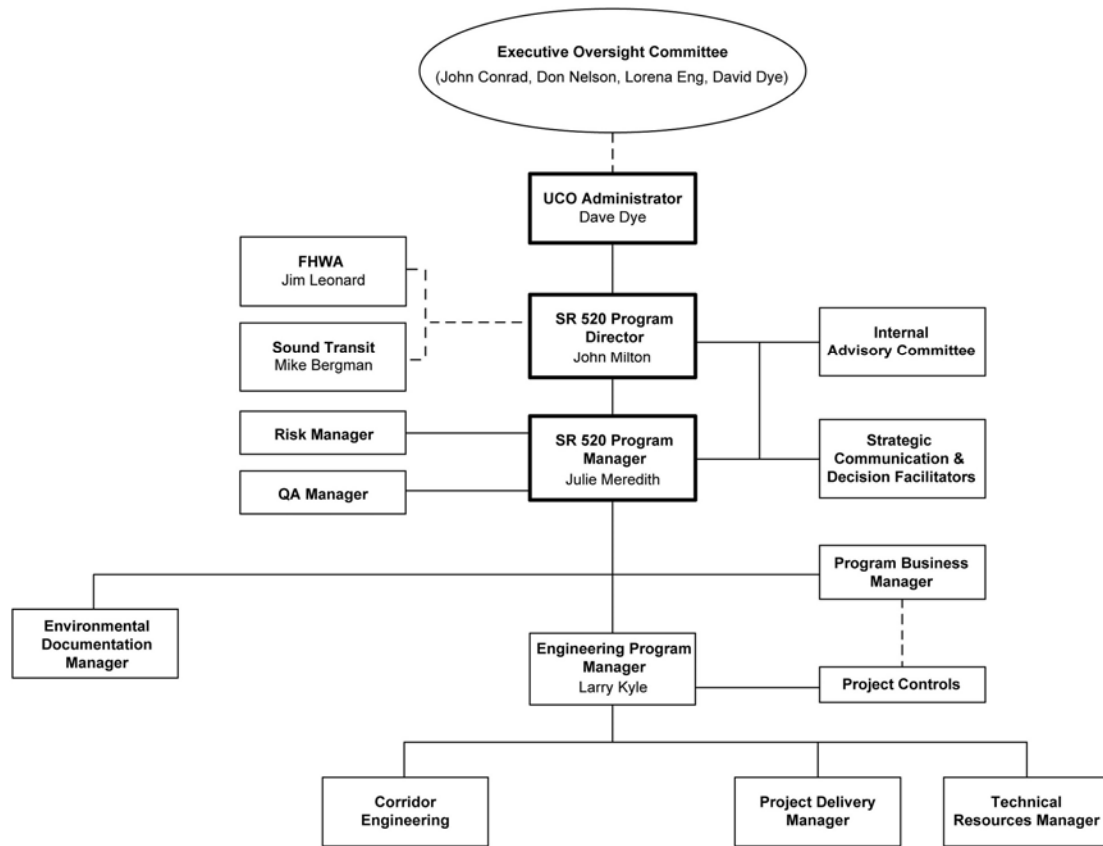 Executive Oversight Committee
(John Conrad, Don Nelson, Lorena Eng, David Dye)
UCO Administrator
Dave Dye
FHWA
Jim Leonard
Sound Transit
Mike Bergman
SR 520 Program
Director
John Milton
Internal
Advisory Committee
Risk Manager
QA Manager
SR 520 Program
Manager
Julie Meredith
Strategic
Communication &
Decision Facilitators
Program Business
Manager
Environmental
Documentation
Manager
Engineering Program
Manager
Larry Kyle
Project Controls
Corridor
Engineering
Project Delivery
Manager
Technical
Resources Manager